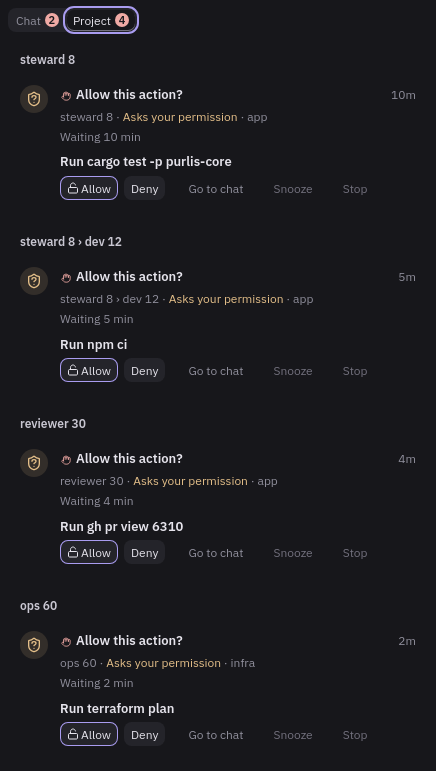 Chat 2 Project 4
steward 8
Allow this action? 10m
steward 8 · Asks your permission · app
Waiting 10 min
Run cargo test -p purlis-core
Allow Deny Go to chat Snooze Stop
steward 8 › dev 12
Allow this action? 5m
steward 8 › dev 12 · Asks your permission · app
Waiting 5 min
Run npm ci
Allow Deny Go to chat Snooze Stop
reviewer 30
Allow this action? 4m
reviewer 30 · Asks your permission · app
Waiting 4 min
Run gh pr view 6310
Allow Deny Go to chat Snooze Stop
ops 60
Allow this action? 2m
ops 60 · Asks your permission · infra
Waiting 2 min
Run terraform plan
Allow Deny Go to chat Snooze Stop